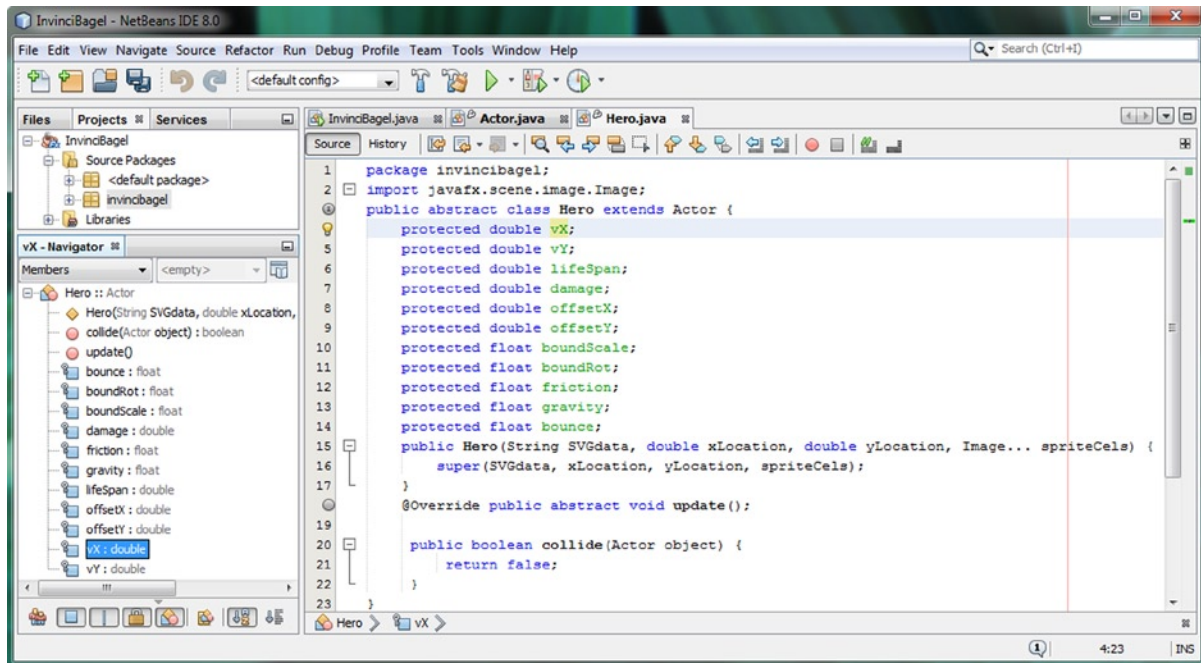 InvinciBagel - NetBeans IDE 8.0
File Edit View Navigate Source Refactor Run Debug Profile Team Tools Window Help
Search (Ctrl+I)
<default config>
Files Projects Services
InvinciBagel
Source Packages
<default package>
invincibagel
Libraries
vX - Navigator
Members <empty>
Hero :: Actor
Hero(String SVGdata, double xLocation,
collide(Actor object) : boolean
update()
bounce : float
boundRot : float
boundScale : float
damage : double
friction : float
gravity : float
lifeSpan : double
offsetX : double
offsetY : double
vX : double
vY : double
InvinciBagel.java Actor.java Hero.java
Source History
1 package invincibagel;
2 import javafx.scene.image.Image;
public abstract class Hero extends Actor {
protected double vX;
5 protected double vY;
6 protected double lifeSpan;
7 protected double damage;
8 protected double offsetX;
9 protected double offsetY;
10 protected float boundScale;
11 protected float boundRot;
12 protected float friction;
13 protected float gravity;
14 protected float bounce;
15 public Hero(String SVGdata, double xLocation, double yLocation, Image... spriteCels) {
16 super(SVGdata, xLocation, yLocation, spriteCels);
17 }
@Override public abstract void update();
19
20 public boolean collide(Actor object) {
21 return false;
22 }
23 }
Hero vX
1 4:23 INS